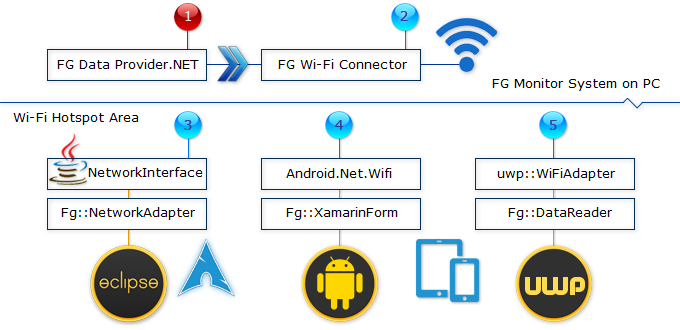 1
2
FG Data Provider.NET
FG Wi-Fi Connector
FG Monitor System on PC
Wi-Fi Hotspot Area
3
4
5
NetworkInterface
Android.Net.Wifi
uwp::WiFiAdapter
Fg::NetworkAdapter
Fg::XamarinForm
Fg::DataReader
eclipse
uwp